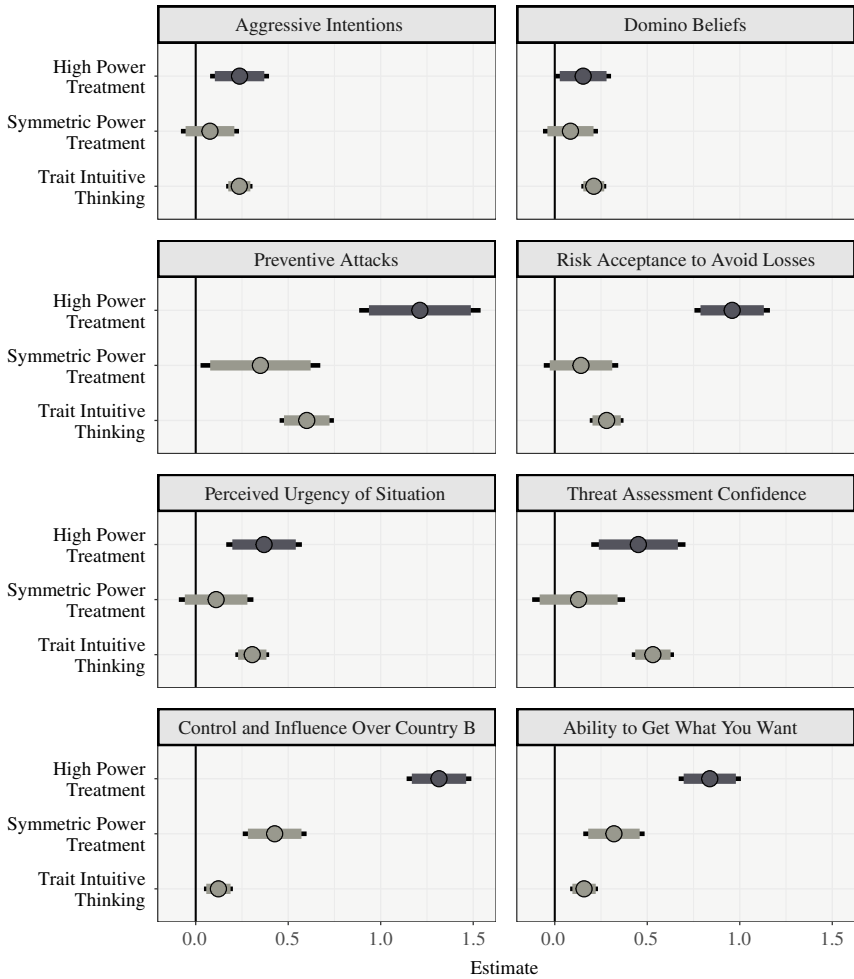 Aggressive Intentions
Domino Beliefs
High Power
Treatment
Symmetric Power
Treatment
Trait Intuitive
Thinking
Preventive Attacks
Risk Acceptance to Avoid Losses
High Power
Treatment
Symmetric Power
Treatment
Trait Intuitive
Thinking
Perceived Urgency of Situation
Threat Assessment Confidence
High Power
Treatment
Symmetric Power
Treatment
Trait Intuitive
Thinking
Control and Influence Over Country B
Ability to Get What You Want
High Power
Treatment
Symmetric Power
Treatment
Trait Intuitive
Thinking
0.0 0.5 1.0 1.5
0.0 0.5 1.0 1.5
Estimate